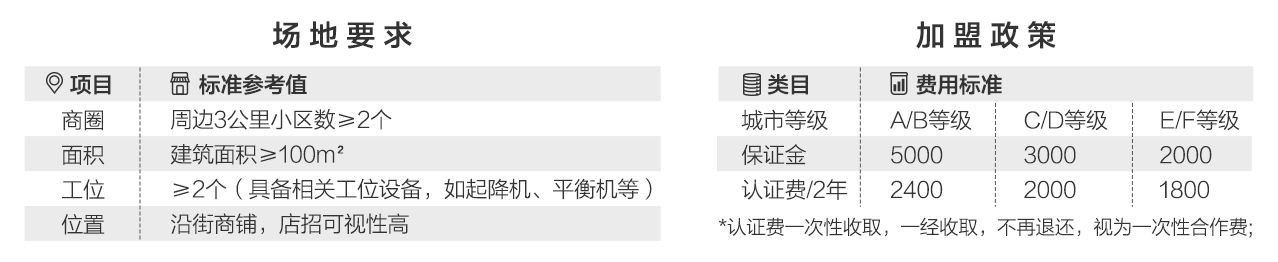 场地要求
项目 标准参考值
商圈 周边3公里小区数≥2个
面积 建筑面积≥100m²
工位 ≥2个（具备相关工位设备，如起降机、平衡机等）
位置 沿街商铺，店招可视性高
加盟政策
类目 费用标准
城市等级 A/B等级 C/D等级 E/F等级
保证金 5000 3000 2000
认证费/2年 2400 2000 1800
*认证费一次性收取，一经收取，不再退还，视为一次性合作费;